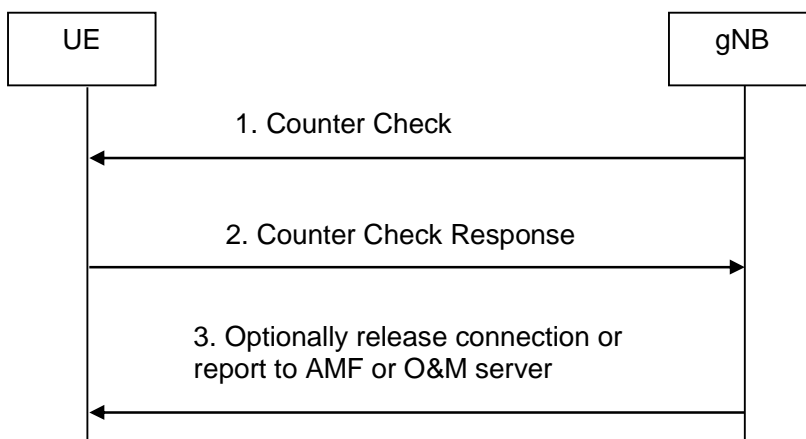 UE
gNB
1. Counter Check
2. Counter Check Response
3. Optionally release connection or
report to AMF or O&M server